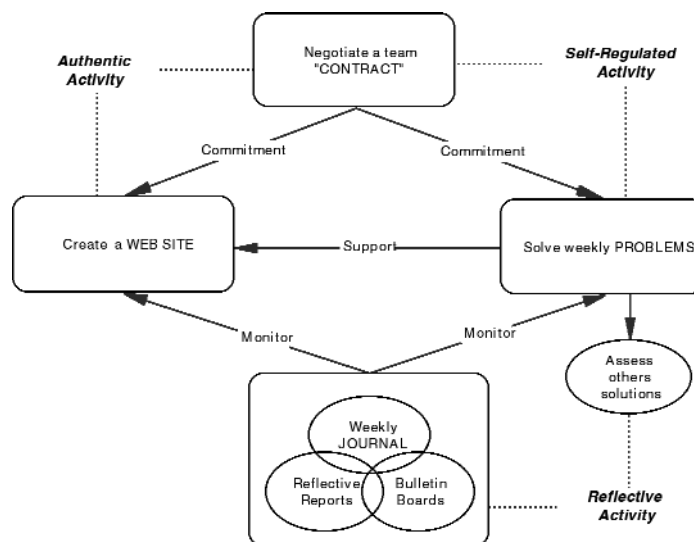 Authentic
Activity
Negotiate a team
"CONTRACT"
Self-Regulated
Activity
Commitment
Commitment
Create a WEB SITE
Support
Solve weekly PROBLEMS
Monitor
Monitor
Assess
others
solutions
Weekly
JOURNAL
Reflective
Reports
Bulletin
Boards
Reflective
Activity